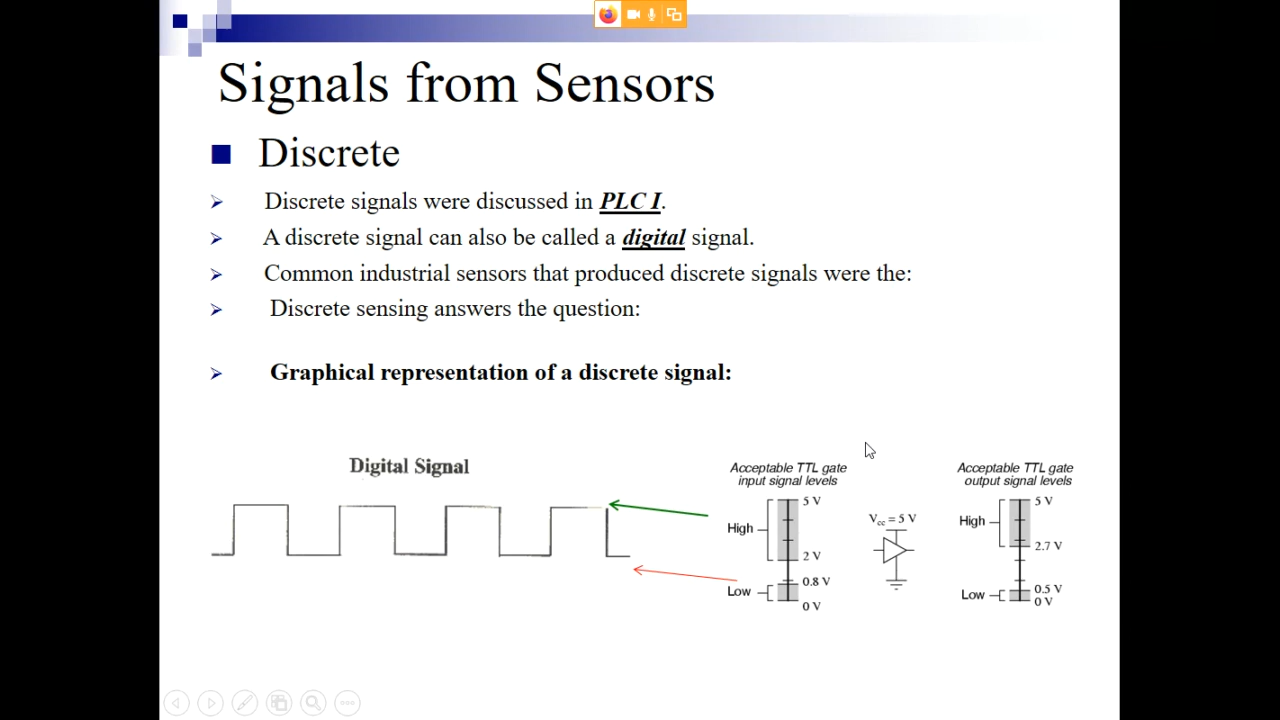 Signals from Sensors
Discrete
Discrete signals were discussed in PLC I.
A discrete signal can also be called a digital signal.
Common industrial sensors that produced discrete signals were the:
Discrete sensing answers the question:
Graphical representation of a discrete signal:
Digital Signal
Acceptable TTL gate
input signal levels
High
5 V
2 V
Low
0.8 V
0 V
Vcc = 5 V
Acceptable TTL gate
output signal levels
High
5 V
2.7 V
Low
0.5 V
0 V